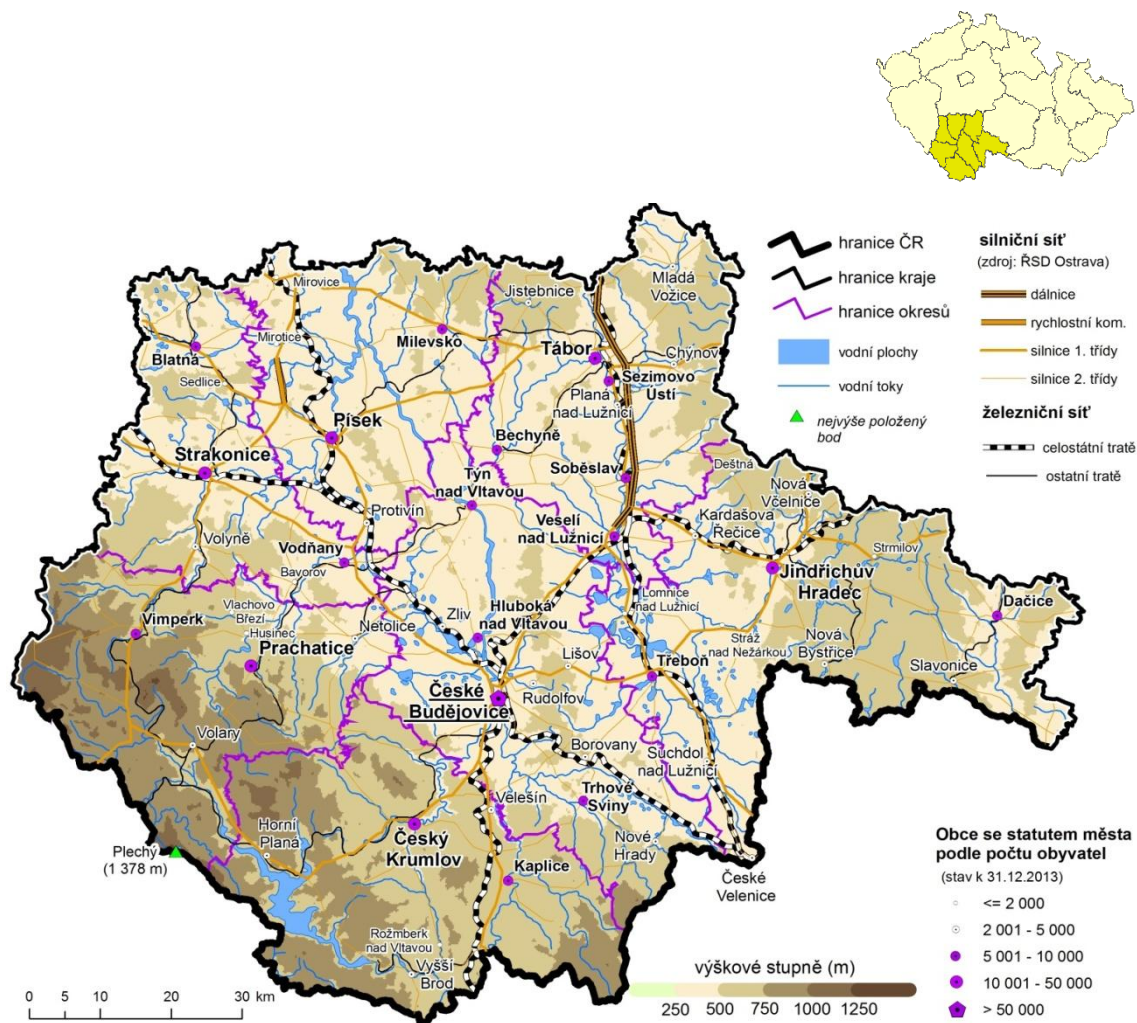 hranice ČR
hranice kraje
hranice okresů
vodní plochy
vodní toky
nejvýše položený
bod
silniční síť
(zdroj: ŘSD Ostrava)
dálnice
rychlostní kom.
silnice 1. třídy
silnice 2. třídy
železniční síť
celostátní tratě
ostatní tratě
Mirovice
Jistebnice
Mladá
Vožice
Milevsko
Mirotice
Blatná
Tábor
Chýnov
Sedlice
Sezimovo
Ústí
Planá
nad Lužnicí
Písek
Bechyně
Strakonice
Soběslav
Deštná
Týn
nad Vltavou
Nová
Včelnice
Protivín
Kardašova
Řečice
Veselí
nad Lužnicí
Volyně
Vodňany
Strmilov
Bavorov
Jindřichův
Hradec
Lomnice
nad Lužnicí
Dačice
Vlachovo
Březí
Hluboká
nad Vltavou
Zliv
Vimperk
Husinec
Netolice
Stráž
nad Nežárkou
Nová
Bystřice
Prachatice
Lišov
Třeboň
Slavonice
České
Budějovice
Rudolfov
Volary
Borovany
Suchdol
nad Lužnicí
Velešín
Trhové
Sviny
Horní
Planá
Český
Krumlov
Nové
Hrady
Plechý
(1 378 m)
Kaplice
České
Velenice
Rožmberk
nad Vltavou
Vyšší
Brod
Obce se statutem města
podle počtu obyvatel
(stav k 31.12.2013)
<= 2 000
2 001 - 5 000
5 001 - 10 000
10 001 - 50 000
> 50 000
výškové stupně (m)
250 500 750 1000 1250
0 5 10 20 30 km